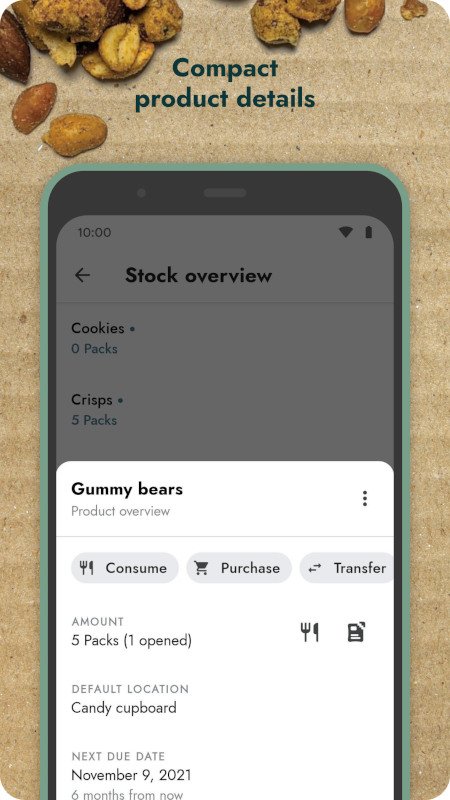 Compact
product details
10:00
Stock overview
Cookies •
0 Packs
Crisps •
5 Packs
Gummy bears
Product overview
Consume Purchase Transfer
AMOUNT
5 Packs (1 opened)
DEFAULT LOCATION
Candy cupboard
NEXT DUE DATE
November 9, 2021
6 months from now